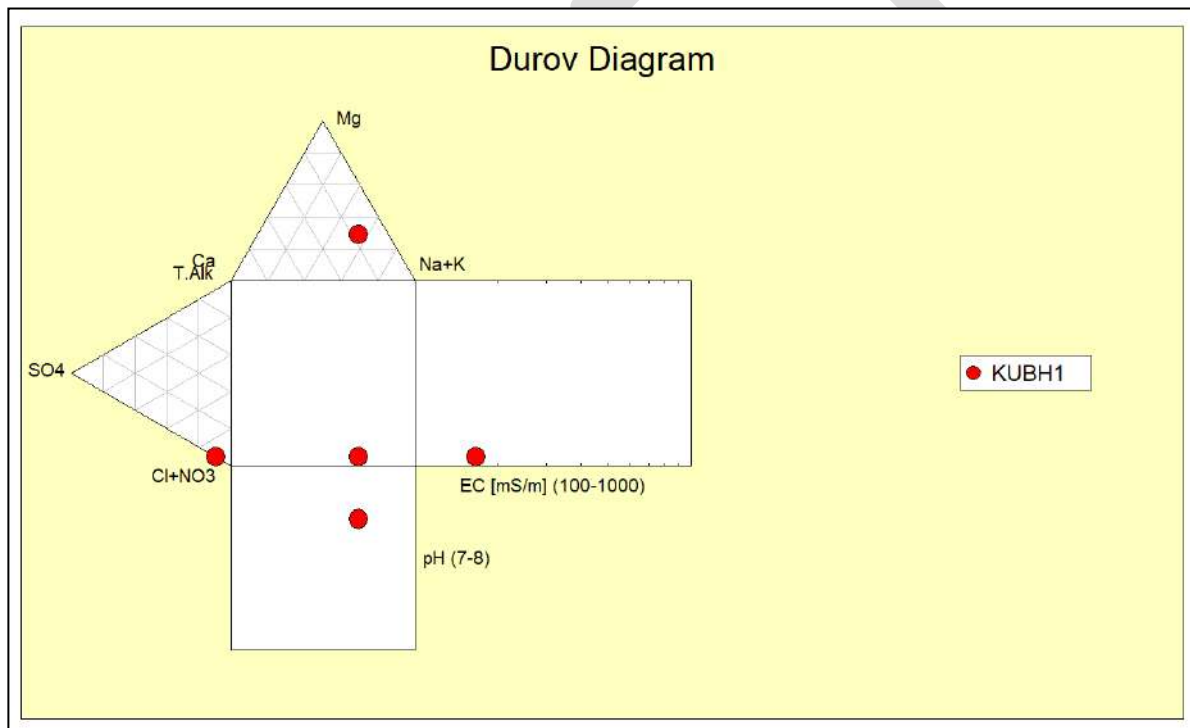 Durov Diagram
Mg
Ca
T.Alk
Na+K
SO4
KUBH1
Cl+NO3
EC [mS/m] (100-1000)
pH (7-8)